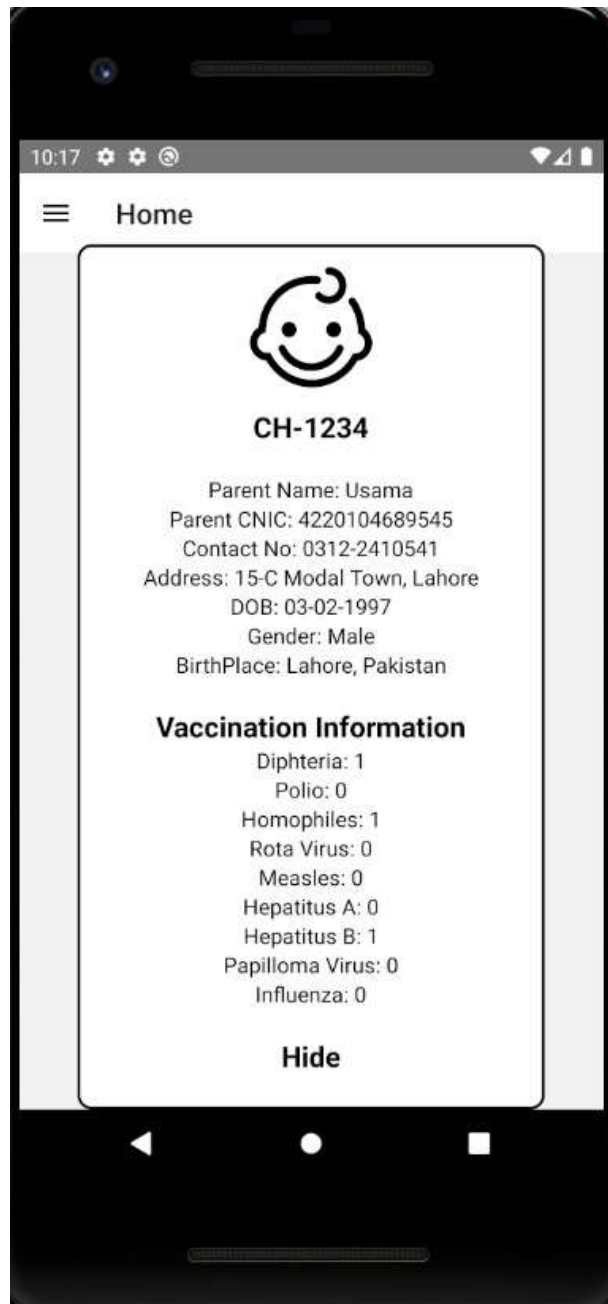 10:17
Home
CH-1234
Parent Name: Usama
Parent CNIC: 4220104689545
Contact No: 0312-2410541
Address: 15-C Modal Town, Lahore
DOB: 03-02-1997
Gender: Male
BirthPlace: Lahore, Pakistan
Vaccination Information
Diphteria: 1
Polio: 0
Homophiles: 1
Rota Virus: 0
Measles: 0
Hepatitus A: 0
Hepatitus B: 1
Papilloma Virus: 0
Influenza: 0
Hide